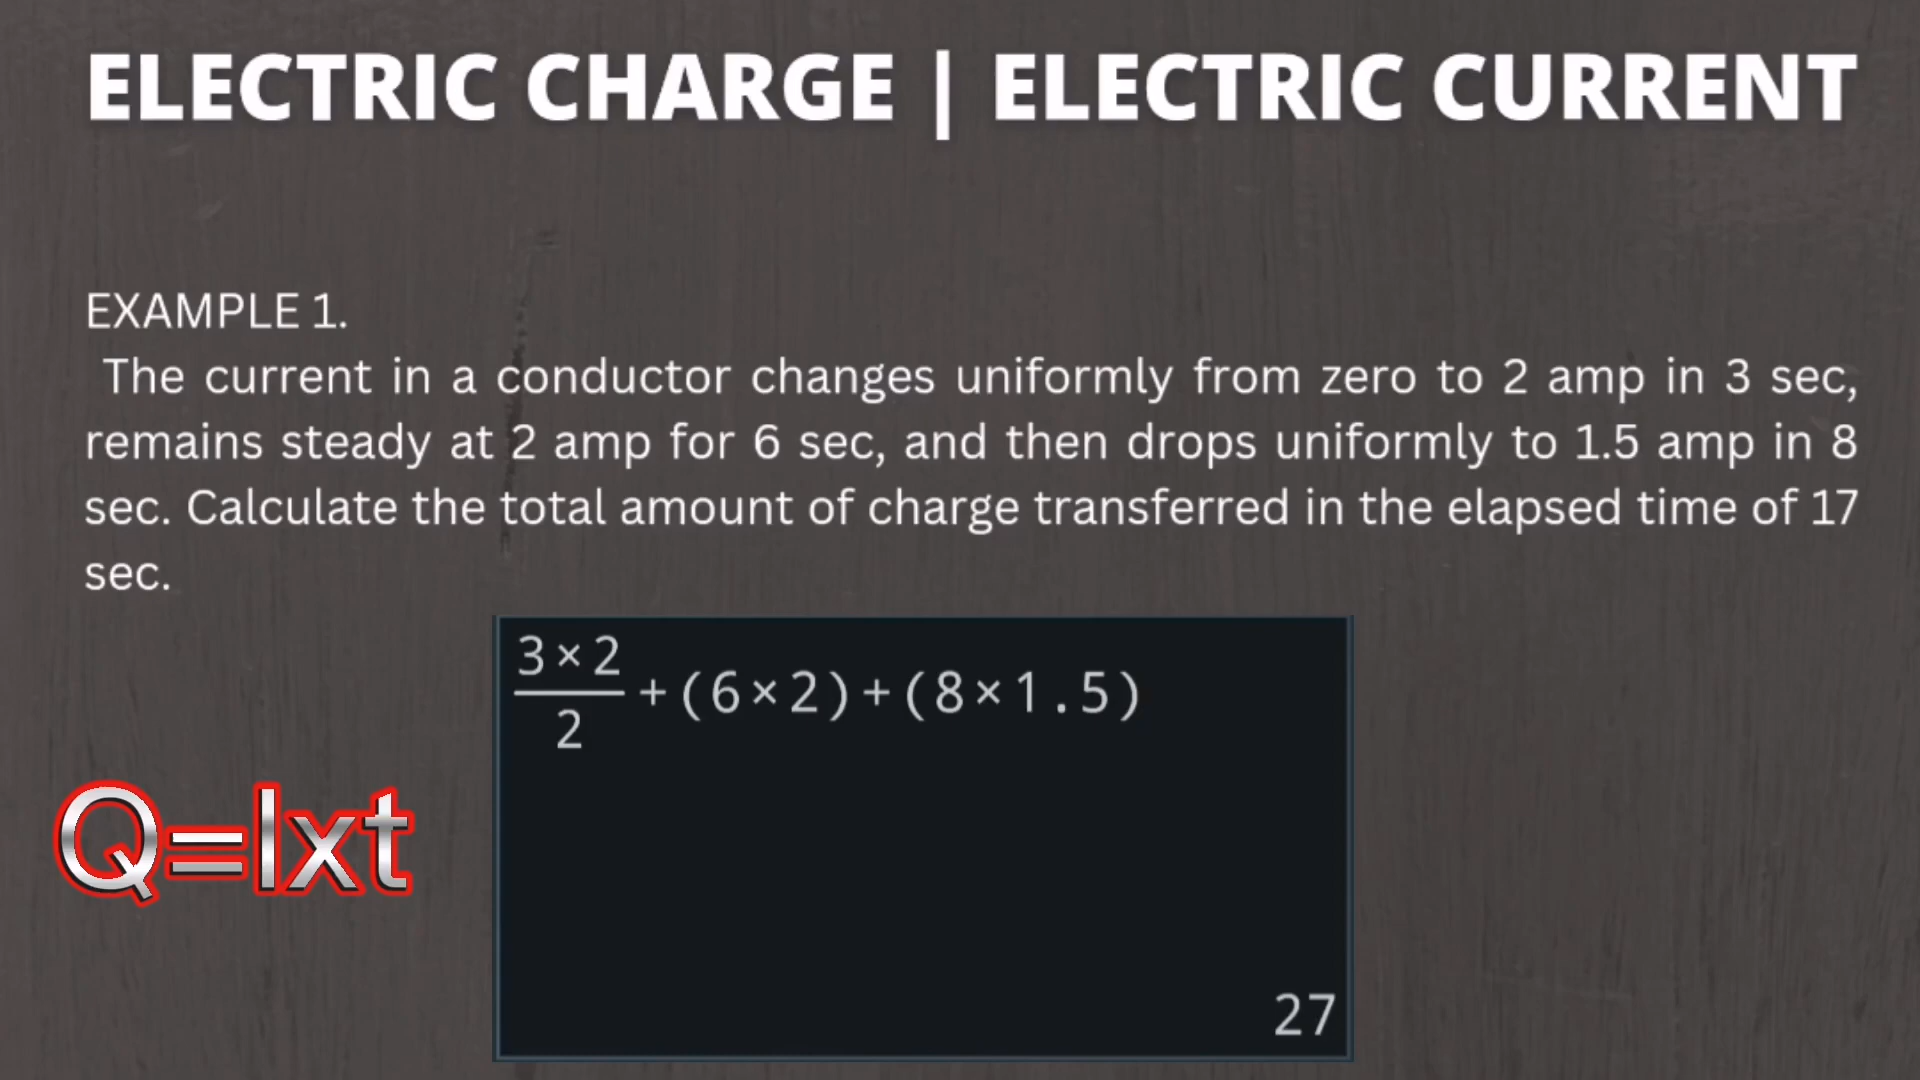 ELECTRIC CHARGE | ELECTRIC CURRENT
EXAMPLE 1.
The current in a conductor changes uniformly from zero to 2 amp in 3 sec,
remains steady at 2 amp for 6 sec, and then drops uniformly to 1.5 amp in 8
sec. Calculate the total amount of charge transferred in the elapsed time of 17
sec.
3×2
2
+(6×2)+(8×1.5)
Q=Ixt
27